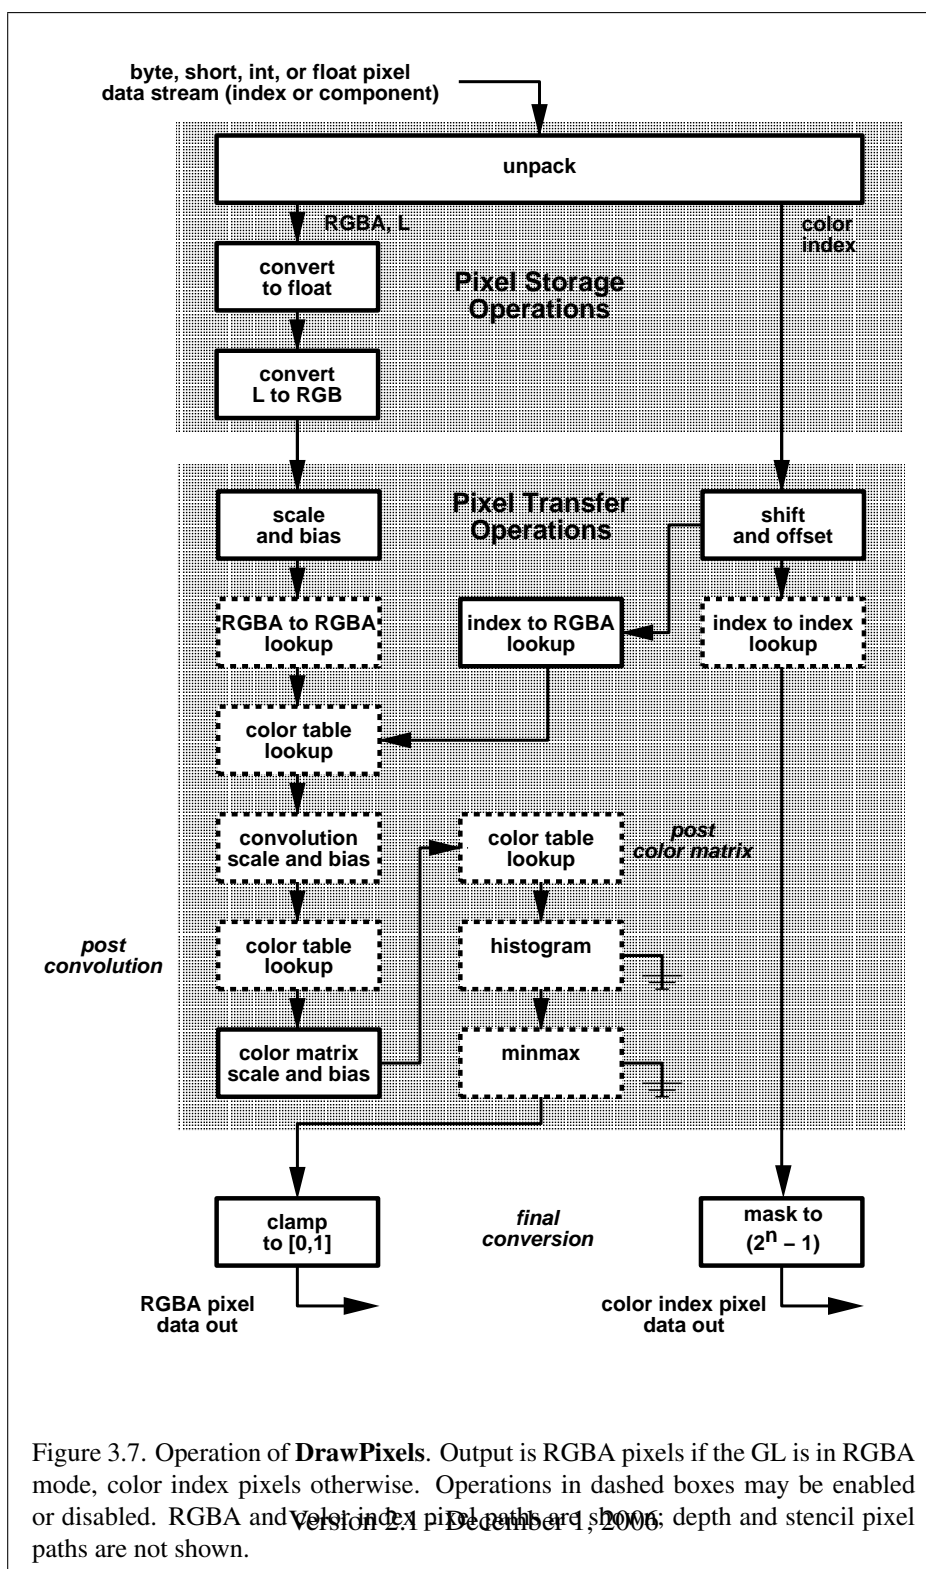 byte, short, int, or float pixel
data stream (index or component)
unpack
RGBA, L
color
index
convert
to float
Pixel Storage
Operations
convert
L to RGB
scale
and bias
Pixel Transfer
Operations
shift
and offset
RGBA to RGBA
lookup
index to RGBA
lookup
index to index
lookup
color table
lookup
convolution
scale and bias
color table
lookup
post
color matrix
post
convolution
color table
lookup
histogram
color matrix
scale and bias
minmax
clamp
to [0,1]
final
conversion
mask to
(2ⁿ – 1)
RGBA pixel
data out
color index pixel
data out
Figure 3.7. Operation of DrawPixels. Output is RGBA pixels if the GL is in RGBA
mode, color index pixels otherwise. Operations in dashed boxes may be enabled
or disabled. RGBA and color index pixel paths are shown; depth and stencil pixel
Version 2.1 - December 1, 2006
paths are not shown.